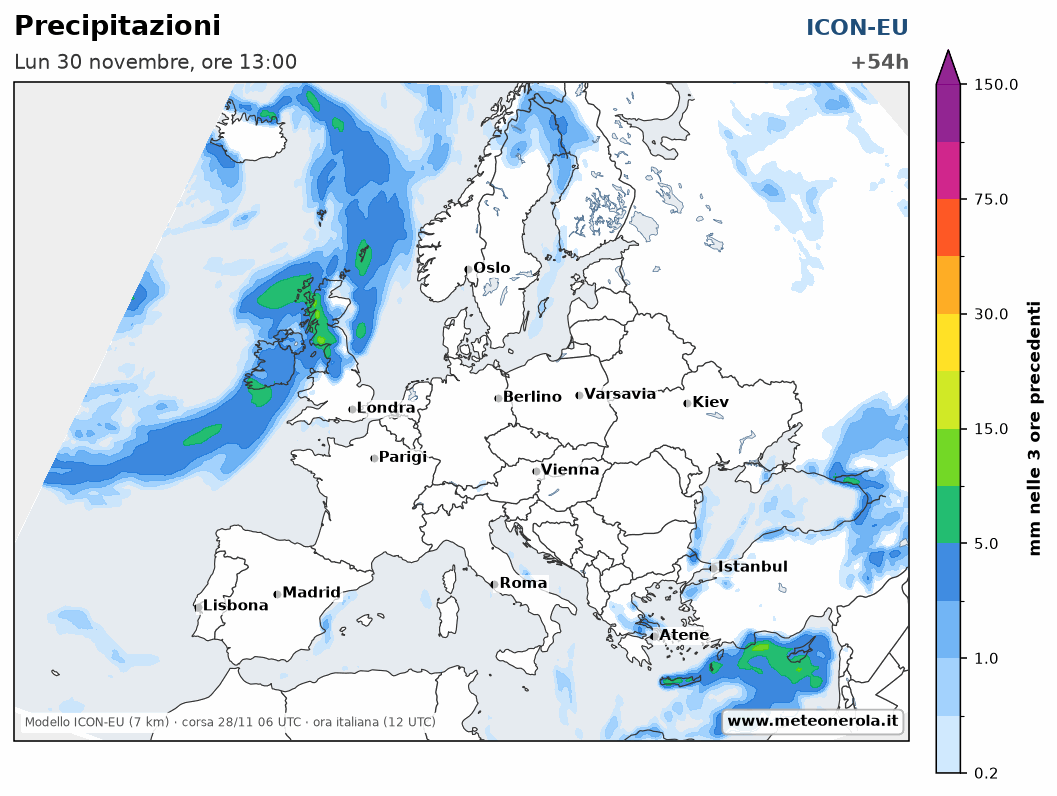 Precipitazioni
ICON-EU
Lun 30 novembre, ore 13:00
+54h
150.0
75.0
30.0
15.0
5.0
1.0
0.2
mm nelle 3 ore precedenti
Oslo
Berlino
Varsavia
Kiev
Londra
Parigi
Vienna
Istanbul
Roma
Madrid
Lisbona
Atene
Modello ICON-EU (7 km) · corsa 28/11 06 UTC · ora italiana (12 UTC)
www.meteonerola.it